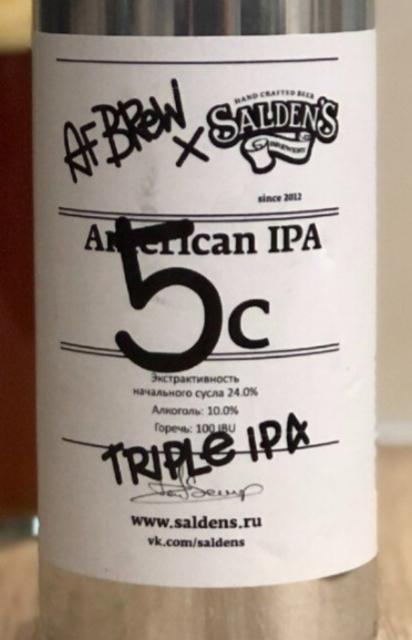 AF BREW X
HAND CRAFTED BEER
SALDEN'S
BREWERY
since 2012
American IPA
5C
Экстрактивность
начального сусла 24.0%
Алкоголь: 10.0%
Горечь: 100 IBU
TRIPLE IPA
www.saldens.ru
vk.com/saldens